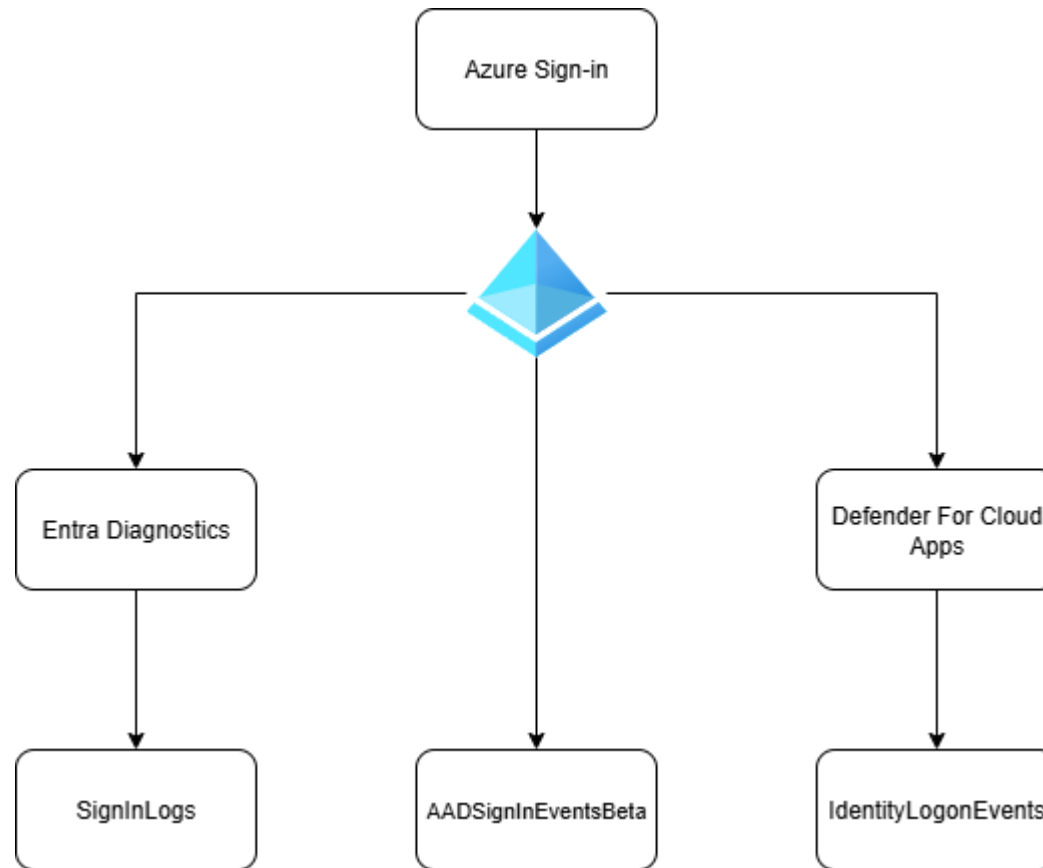 Azure Sign-in
Entra Diagnostics
Defender For Cloud
Apps
SignInLogs
AADSignInEventsBeta
IdentityLogonEvents